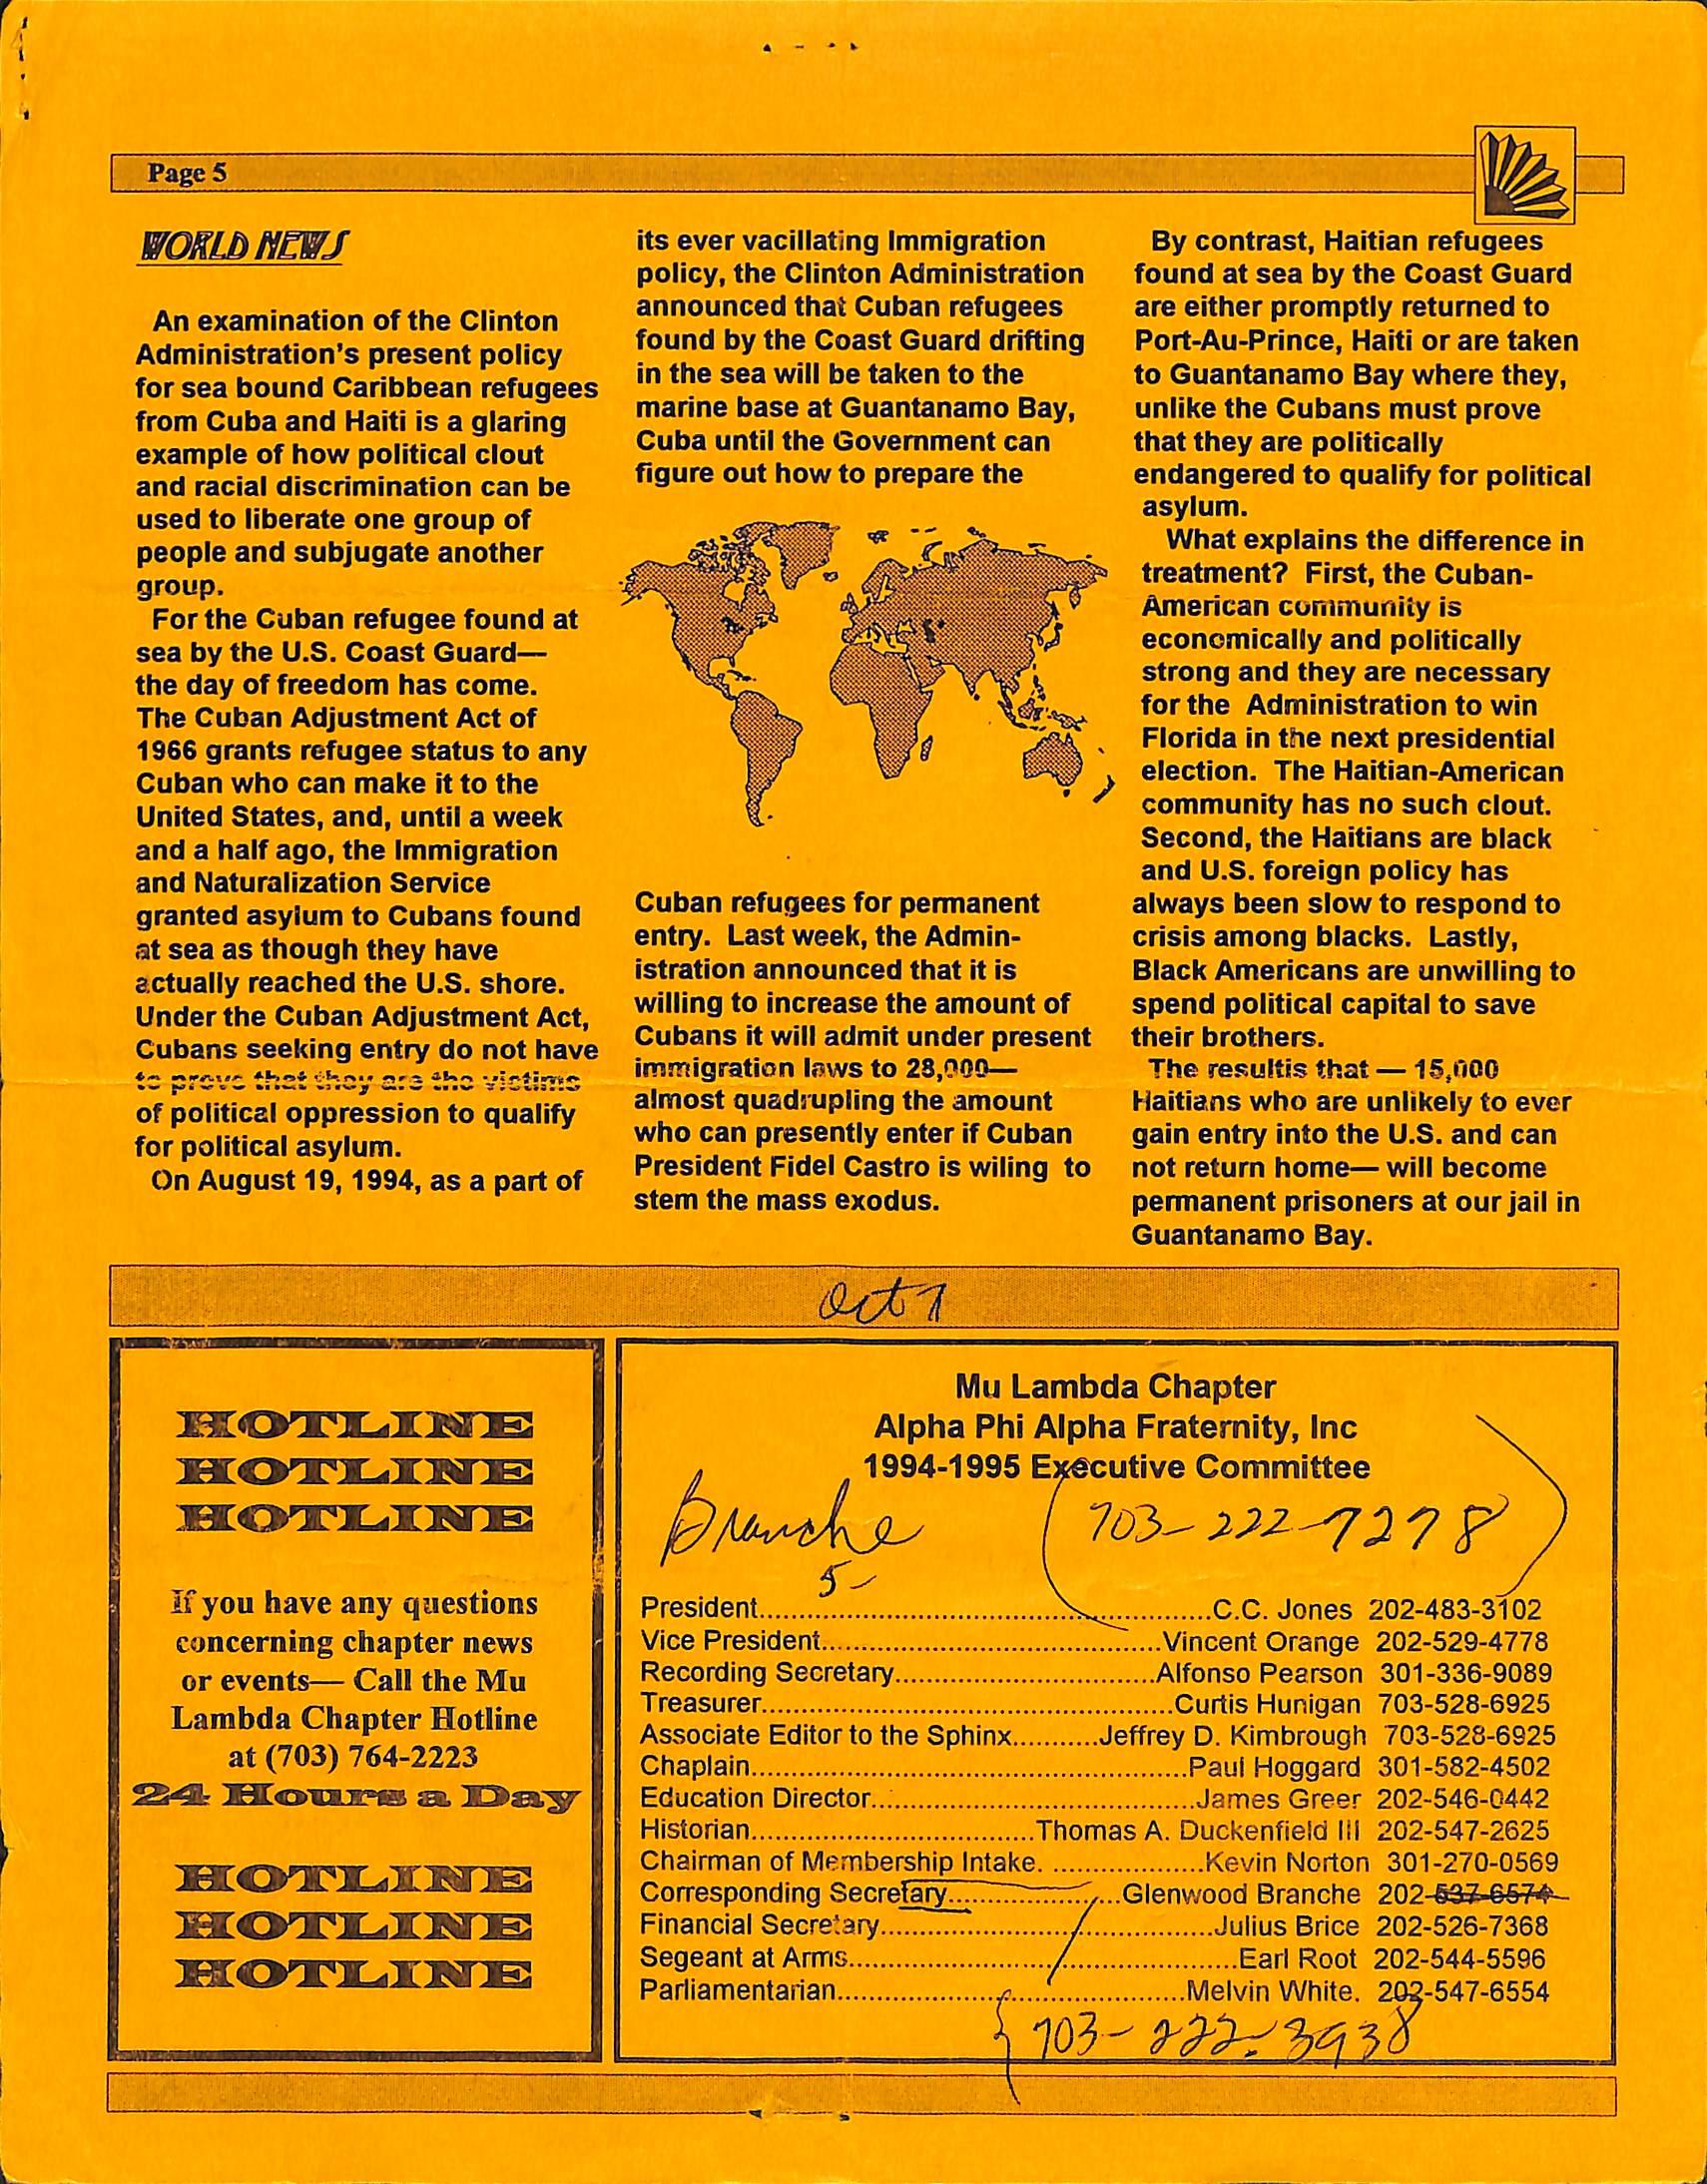 Page 5
WORLD NEWS
An examination of the Clinton
Administration's present policy
for sea bound Caribbean refugees
from Cuba and Haiti is a glaring
example of how political clout
and racial discrimination can be
used to liberate one group of
people and subjugate another
group.
For the Cuban refugee found at
sea by the U.S. Coast Guard—
the day of freedom has come.
The Cuban Adjustment Act of
1966 grants refugee status to any
Cuban who can make it to the
United States, and, until a week
and a half ago, the Immigration
and Naturalization Service
granted asylum to Cubans found
at sea as though they have
actually reached the U.S. shore.
Under the Cuban Adjustment Act,
Cubans seeking entry do not have
to prove that they are the victims
of political oppression to qualify
for political asylum.
On August 19, 1994, as a part of
its ever vacillating Immigration
policy, the Clinton Administration
announced that Cuban refugees
found by the Coast Guard drifting
in the sea will be taken to the
marine base at Guantanamo Bay,
Cuba until the Government can
figure out how to prepare the
Cuban refugees for permanent
entry. Last week, the Admin-
istration announced that it is
willing to increase the amount of
Cubans it will admit under present
immigration laws to 28,000—
almost quadrupling the amount
who can presently enter if Cuban
President Fidel Castro is wiling to
stem the mass exodus.
By contrast, Haitian refugees
found at sea by the Coast Guard
are either promptly returned to
Port-Au-Prince, Haiti or are taken
to Guantanamo Bay where they,
unlike the Cubans must prove
that they are politically
endangered to qualify for political
asylum.
What explains the difference in
treatment? First, the Cuban-
American community is
economically and politically
strong and they are necessary
for the Administration to win
Florida in the next presidential
election. The Haitian-American
community has no such clout.
Second, the Haitians are black
and U.S. foreign policy has
always been slow to respond to
crisis among blacks. Lastly,
Black Americans are unwilling to
spend political capital to save
their brothers.
The resultis that — 15,000
Haitians who are unlikely to ever
gain entry into the U.S. and can
not return home— will become
permanent prisoners at our jail in
Guantanamo Bay.
Oct 1
HOTLINE
HOTLINE
HOTLINE
If you have any questions
concerning chapter news
or events— Call the Mu
Lambda Chapter Hotline
at (703) 764-2223
24 Hours a Day
HOTLINE
HOTLINE
HOTLINE
Mu Lambda Chapter
Alpha Phi Alpha Fraternity, Inc
1994-1995 Executive Committee
Branche (703-222-7278)
5-
President..........C.C. Jones 202-483-3102
Vice President..........Vincent Orange 202-529-4778
Recording Secretary..........Alfonso Pearson 301-336-9089
Treasurer..........Curtis Hunigan 703-528-6925
Associate Editor to the Sphinx...........Jeffrey D. Kimbrough 703-528-6925
Chaplain..........Paul Hoggard 301-582-4502
Education Director..........James Greer 202-546-0442
Historian..........Thomas A. Duckenfield III 202-547-2625
Chairman of Membership Intake. ..........Kevin Norton 301-270-0569
Corresponding Secretary..........Glenwood Branche 202-537-6574
Financial Secretary..........Julius Brice 202-526-7368
Segeant at Arms..........Earl Root 202-544-5596
Parliamentarian..........Melvin White. 202-547-6554
{ 703-222-3938